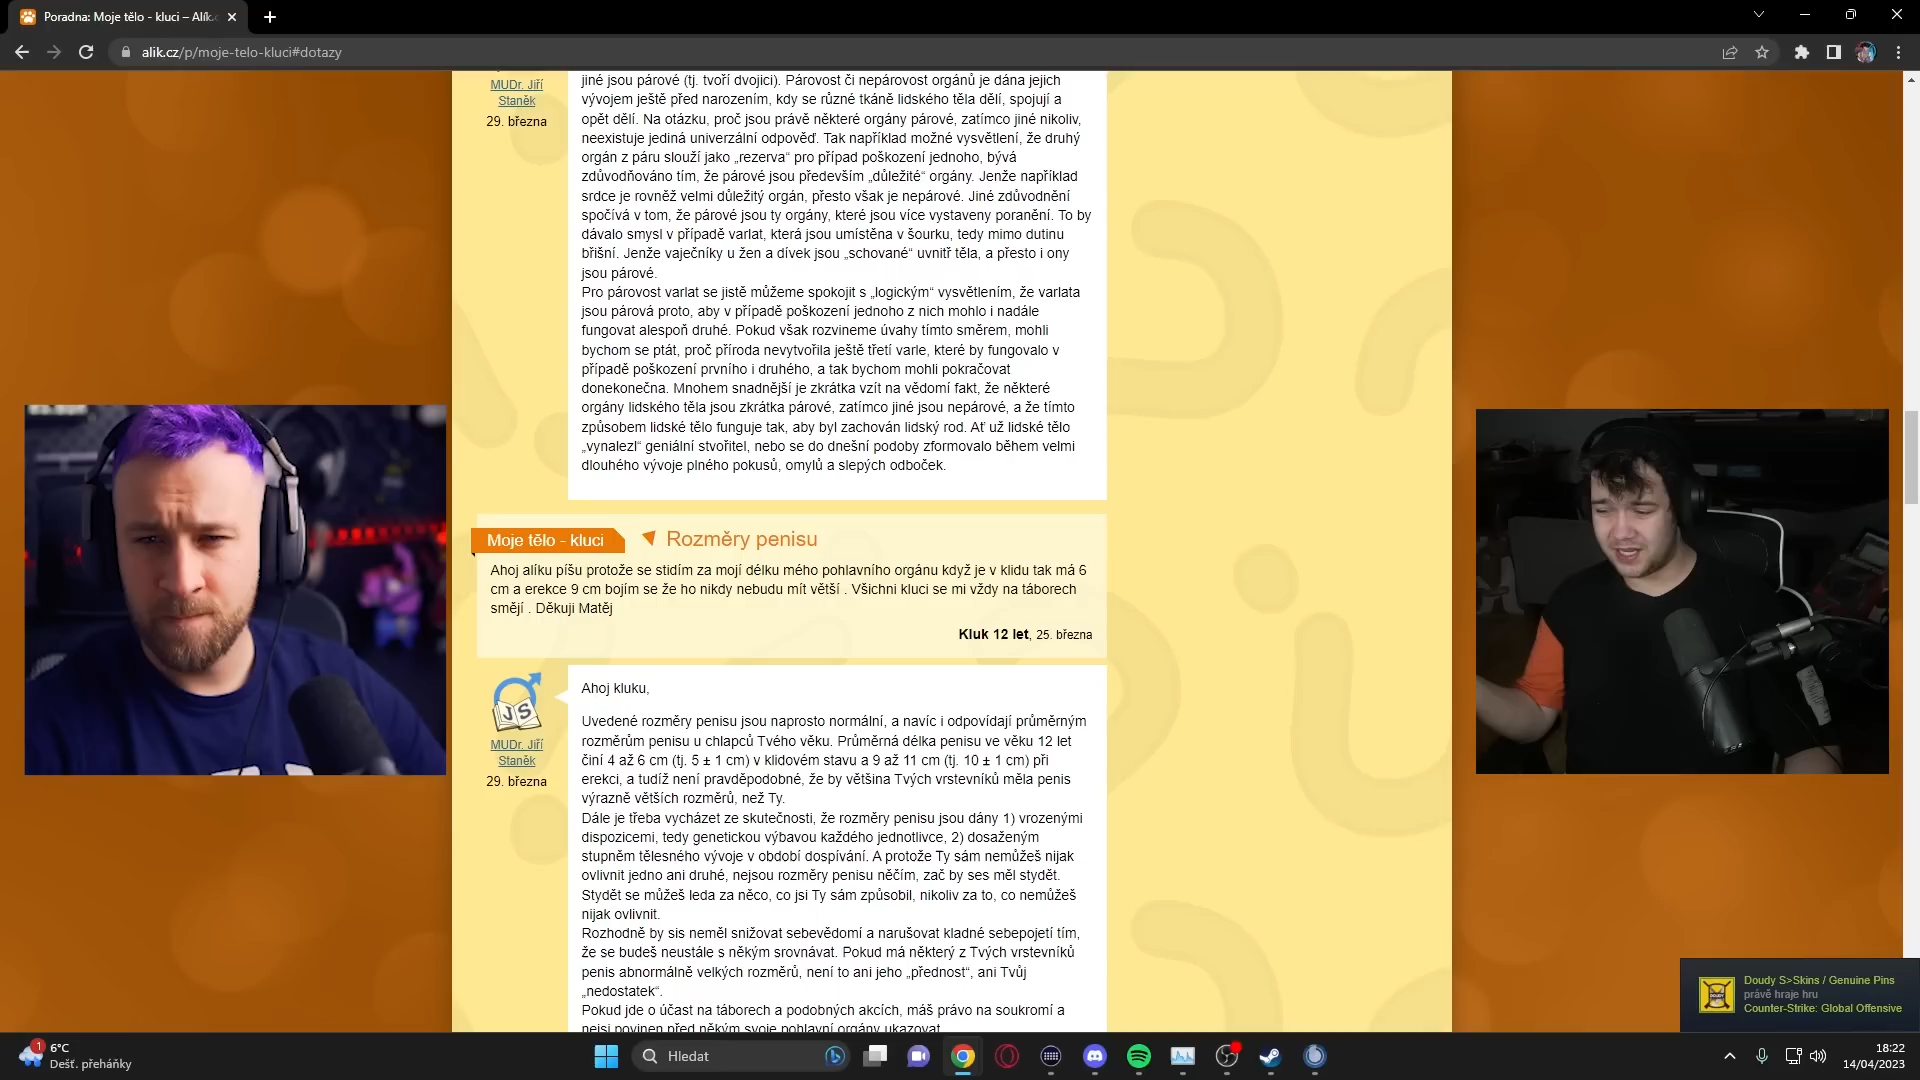 Poradna: Moje tělo - kluci – Alík.c
alik.cz/p/moje-telo-kluci#dotazy
MUDr. Jiří
Staněk
29. března
jiné jsou párové (tj. tvoří dvojici). Párovost či nepárovost orgánů je dána jejich
vývojem ještě před narozením, kdy se různé tkáně lidského těla dělí, spojují a
opět dělí. Na otázku, proč jsou právě některé orgány párové, zatímco jiné nikoliv,
neexistuje jediná univerzální odpověď. Tak například možné vysvětlení, že druhý
orgán z páru slouží jako „rezerva“ pro případ poškození jednoho, bývá
zdůvodňováno tím, že párové jsou především „důležité“ orgány. Jenže například
srdce je rovněž velmi důležitý orgán, přesto však je nepárové. Jiné zdůvodnění
spočívá v tom, že párové jsou ty orgány, které jsou více vystaveny poranění. To by
dávalo smysl v případě varlat, která jsou umístěna v šourku, tedy mimo dutinu
břišní. Jenže vaječníky u žen a dívek jsou „schované“ uvnitř těla, a přesto i ony
jsou párové.
Pro párovost varlat se jistě můžeme spokojit s „logickým“ vysvětlením, že varlata
jsou párová proto, aby v případě poškození jednoho z nich mohlo i nadále
fungovat alespoň druhé. Pokud však rozvineme úvahy tímto směrem, mohli
bychom se ptát, proč příroda nevytvořila ještě třetí varle, které by fungovalo v
případě poškození prvního i druhého, a tak bychom mohli pokračovat
donekonečna. Mnohem snadnější je zkrátka vzít na vědomí fakt, že některé
orgány lidského těla jsou zkrátka párové, zatímco jiné jsou nepárové, a že tímto
způsobem lidské tělo funguje tak, aby byl zachován lidský rod. Ať už lidské tělo
„vynalezl“ geniální stvořitel, nebo se do dnešní podoby zformovalo během velmi
dlouhého vývoje plného pokusů, omylů a slepých odboček.
Moje tělo - kluci
Rozměry penisu
Ahoj alíku píšu protože se stidím za mojí délku mého pohlavního orgánu když je v klidu tak má 6
cm a erekce 9 cm bojím se že ho nikdy nebudu mít větší . Všichni kluci se mi vždy na táborech
smějí . Děkuji Matěj
Kluk 12 let, 25. března
JS
MUDr. Jiří
Staněk
29. března
Ahoj kluku,
Uvedené rozměry penisu jsou naprosto normální, a navíc i odpovídají průměrným
rozměrům penisu u chlapců Tvého věku. Průměrná délka penisu ve věku 12 let
činí 4 až 6 cm (tj. 5 ± 1 cm) v klidovém stavu a 9 až 11 cm (tj. 10 ± 1 cm) při
erekci, a tudíž není pravděpodobné, že by většina Tvých vrstevníků měla penis
výrazně větších rozměrů, než Ty.
Dále je třeba vycházet ze skutečnosti, že rozměry penisu jsou dány 1) vrozenými
dispozicemi, tedy genetickou výbavou každého jednotlivce, 2) dosaženým
stupněm tělesného vývoje v období dospívání. A protože Ty sám nemůžeš nijak
ovlivnit jedno ani druhé, nejsou rozměry penisu něčím, zač by ses měl stydět.
Stydět se můžeš leda za něco, co jsi Ty sám způsobil, nikoliv za to, co nemůžeš
nijak ovlivnit.
Rozhodně by sis neměl snižovat sebevědomí a narušovat kladné sebepojetí tím,
že se budeš neustále s někým srovnávat. Pokud má některý z Tvých vrstevníků
penis abnormálně velkých rozměrů, není to ani jeho „přednost“, ani Tvůj
„nedostatek“.
Pokud jde o účast na táborech a podobných akcích, máš právo na soukromí a
nejsi povinen před někým svoje pohlavní orgány ukazovat
Doudy S>Skins / Genuine Pins
právě hraje hru
Counter-Strike: Global Offensive
1
6°C
Dešť. přeháňky
Hledat
18:22
14/04/2023